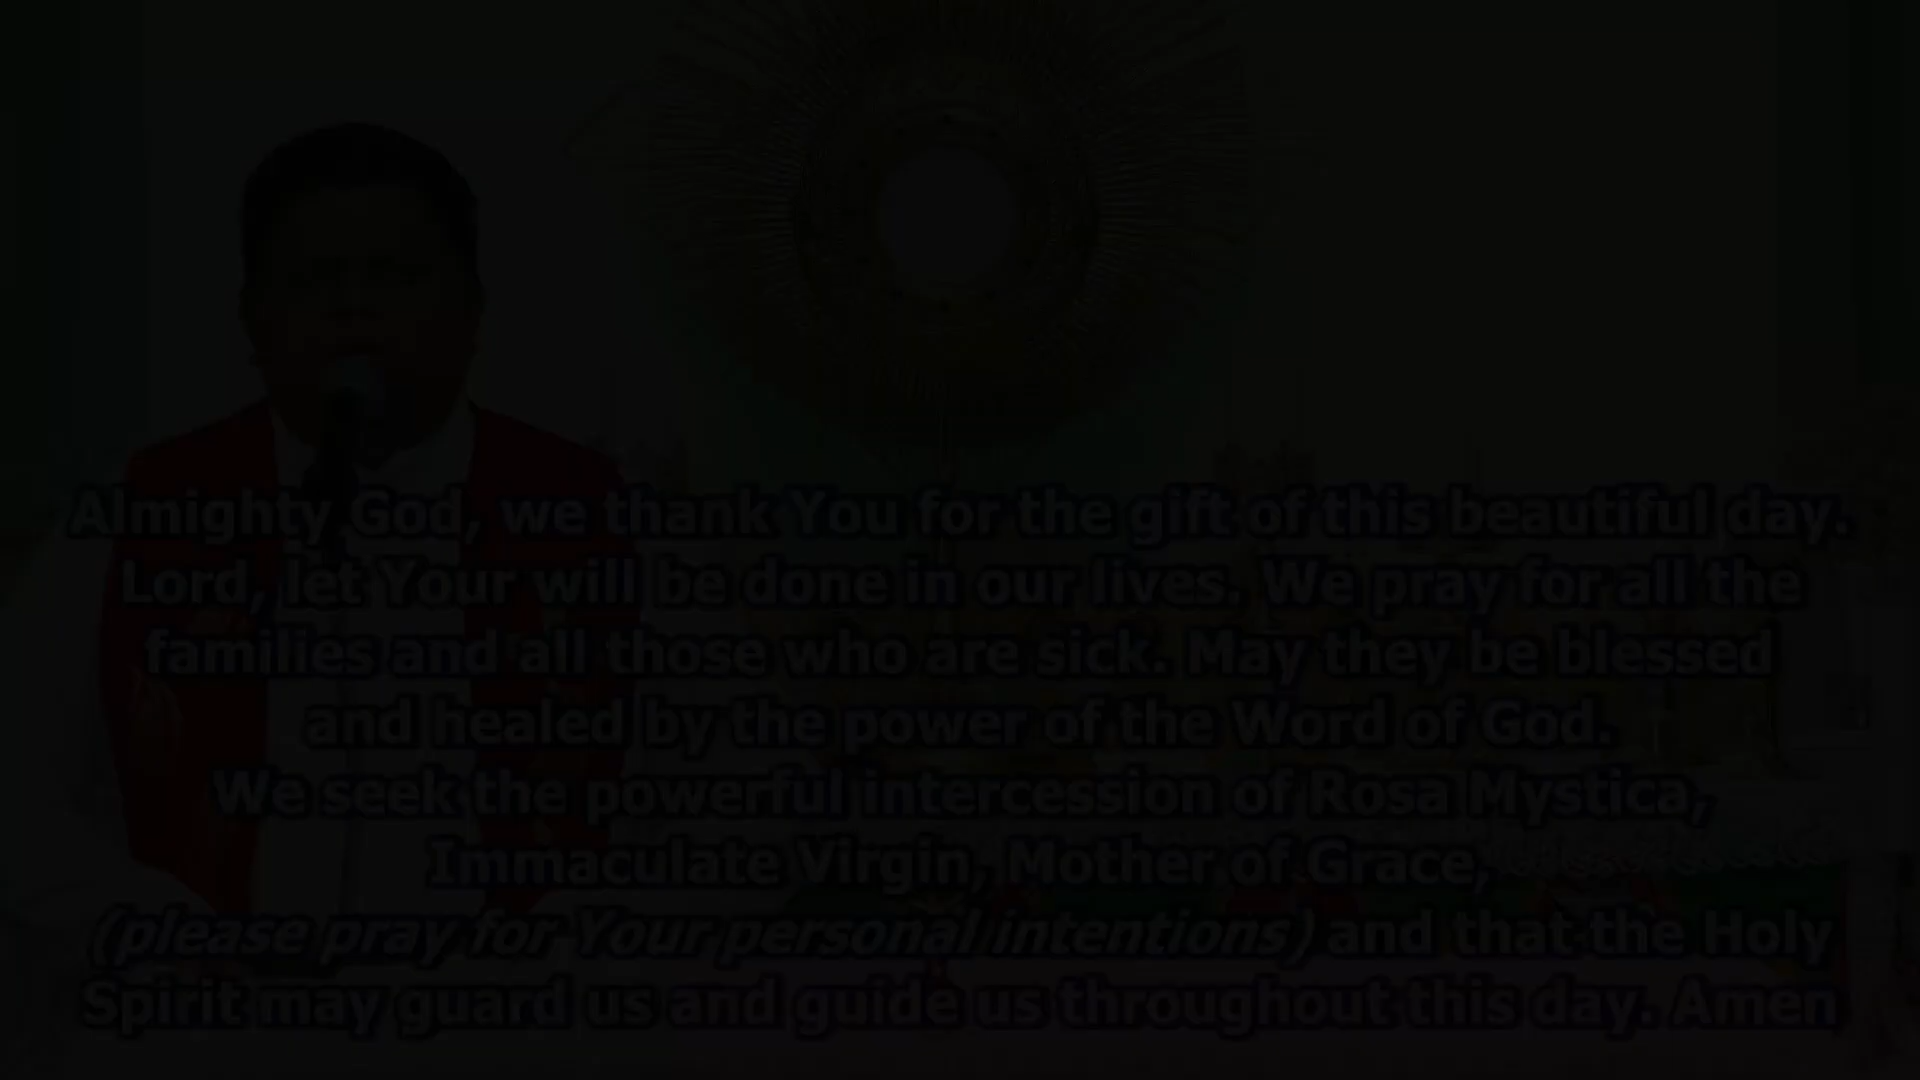 Almighty God, we thank You for the gift of this beautiful day.
Lord, let Your will be done in our lives. We pray for all the
families and all those who are sick. May they be blessed
and healed by the power of the Word of God.
We seek the powerful intercession of Rosa Mystica,
Immaculate Virgin, Mother of Grace,
(please pray for Your personal intentions) and that the Holy
Spirit may guard us and guide us throughout this day. Amen